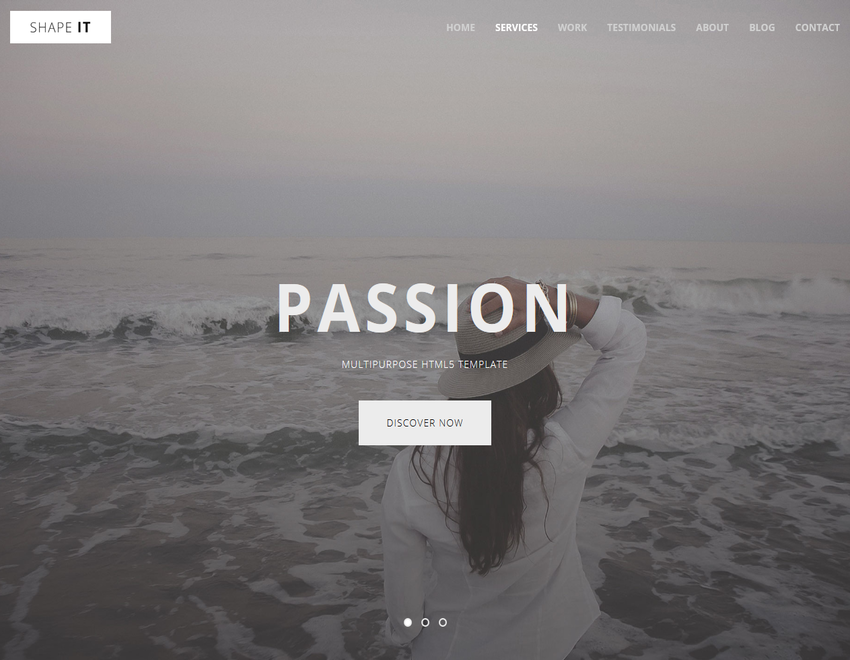 SHAPE IT
HOME SERVICES WORK TESTIMONIALS ABOUT BLOG CONTACT
PASSION
MULTIPURPOSE HTML5 TEMPLATE
DISCOVER NOW